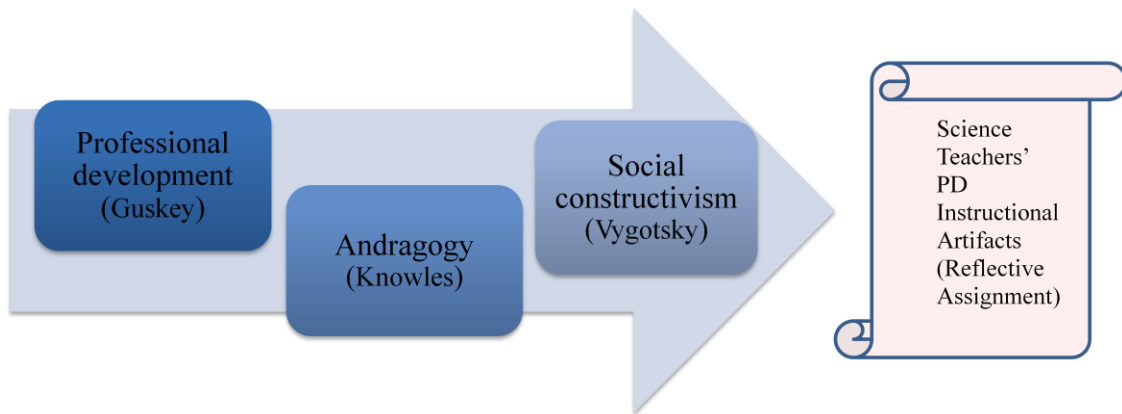 Professional
development
(Guskey)
Andragogy
(Knowles)
Social
constructivism
(Vygotsky)
Science
Teachers’
PD
Instructional
Artifacts
(Reflective
Assignment)